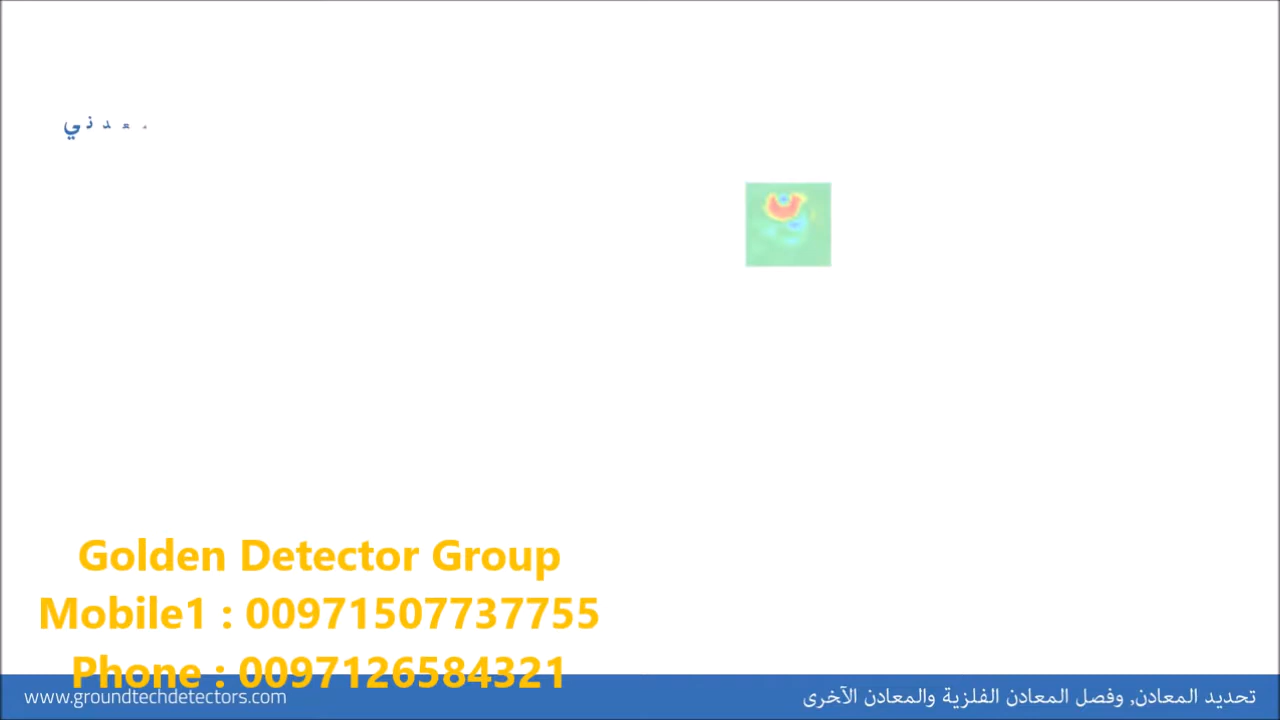 Golden Detector Group
Mobile1 : 00971507737755
Phone : 0097126584321
www.groundtechdetectors.com
تحديد المعادن, وفصل المعادن الفلزية والمعادن الآخرى